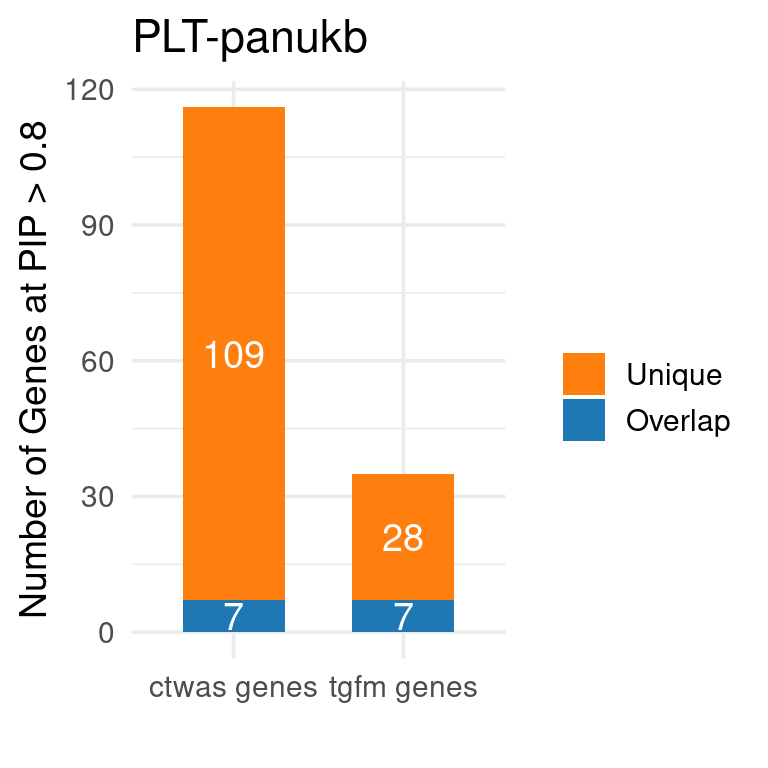 PLT-panukb
Number of Genes at PIP > 0.8
120
90
60
30
0
109
28
7
7
ctwas genes
tgfm genes
Unique
Overlap